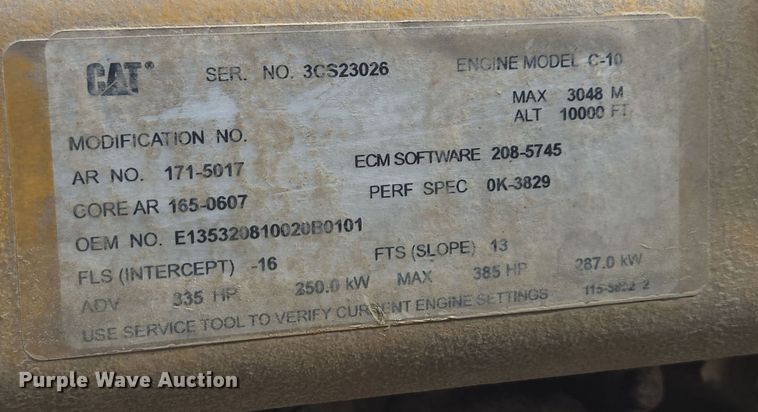 CAT® SER. NO. 3CS23026 ENGINE MODEL C-10
MAX 3048 M
ALT 10000 FT
MODIFICATION NO.
AR NO. 171-5017 ECM SOFTWARE 208-5745
CORE AR 165-0607 PERF SPEC 0K-3829
OEM NO. E135320810020B0101
FLS (INTERCEPT) -16 FTS (SLOPE) 13
ADV 335 HP 250.0 kW MAX 385 HP 287.0 kW
USE SERVICE TOOL TO VERIFY CURRENT ENGINE SETTINGS
Purple Wave Auction